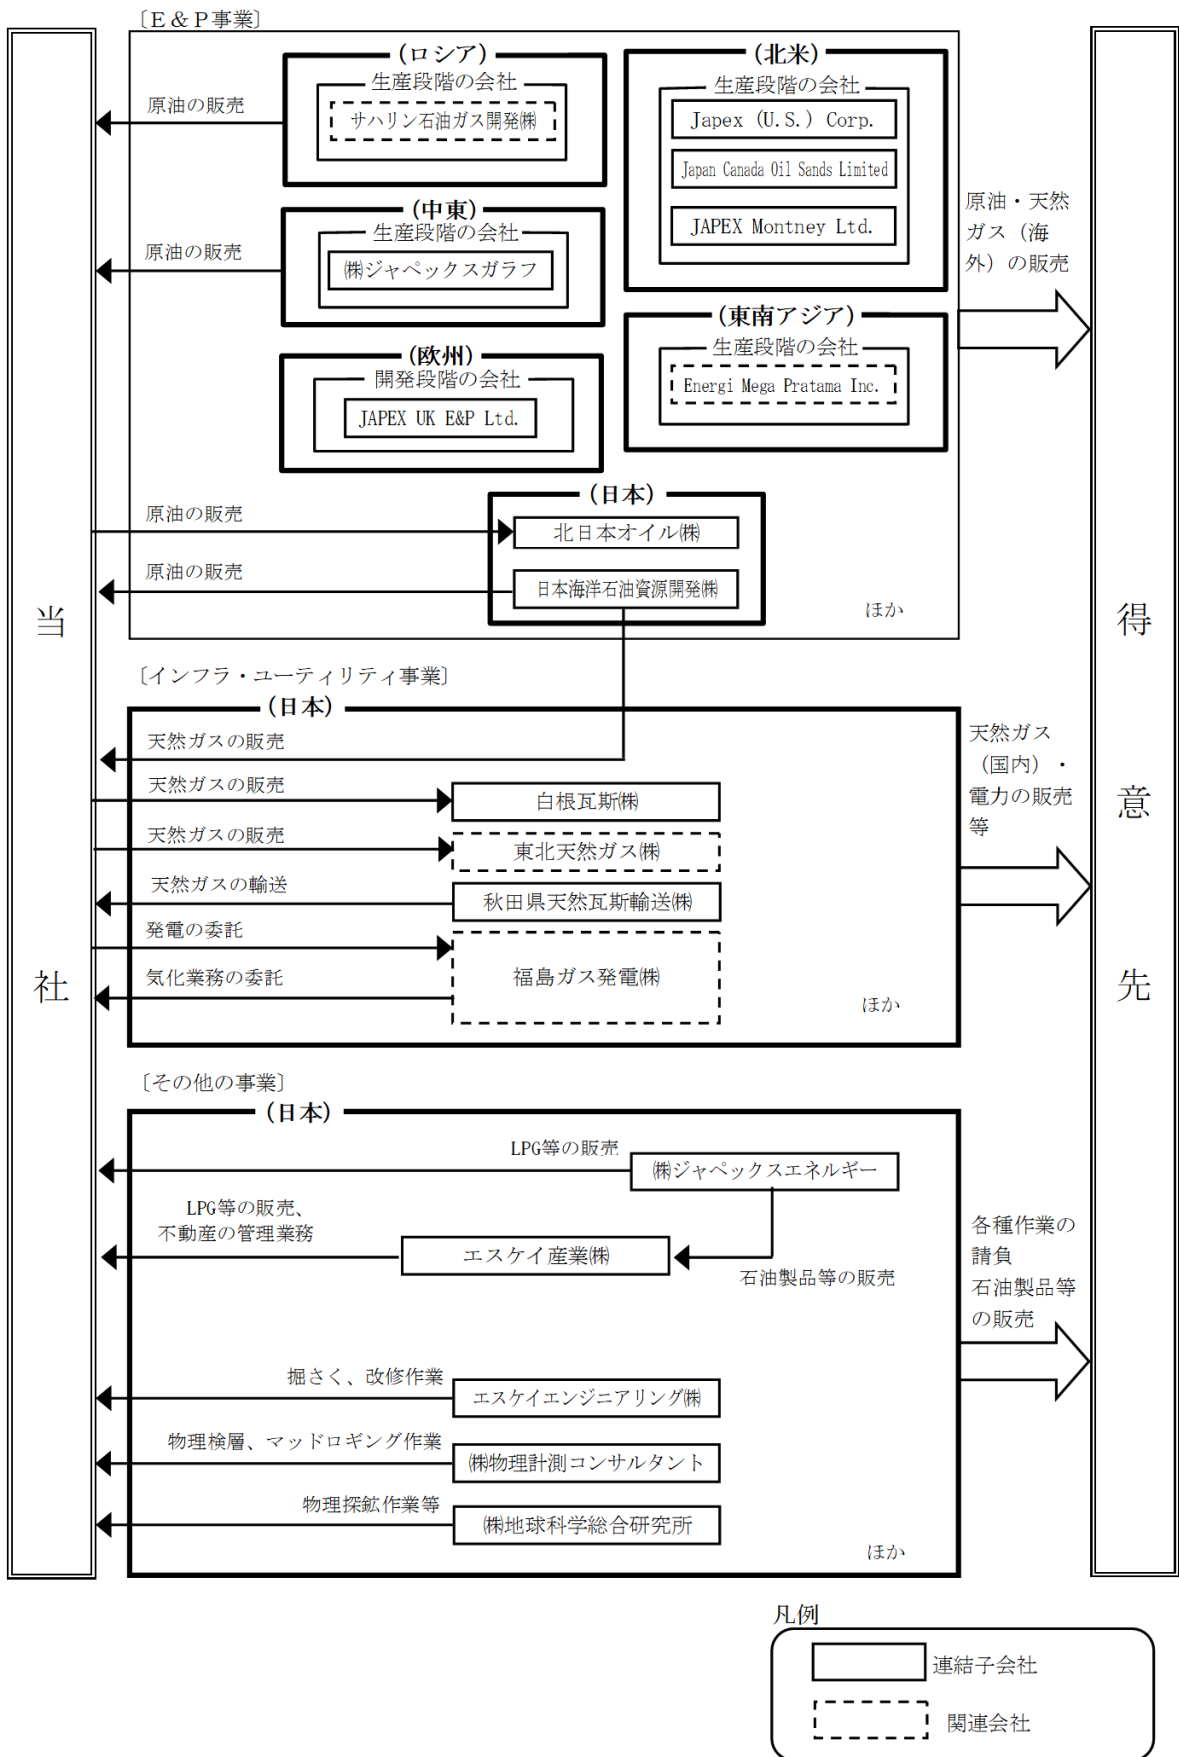 〔E＆P事業〕
(ロシア)
生産段階の会社
サハリン石油ガス開発㈱
原油の販売
(北米)
生産段階の会社
Japex (U.S.) Corp.
Japan Canada Oil Sands Limited
JAPEX Montney Ltd.
(中東)
生産段階の会社
㈱ジャペックスガラフ
原油の販売
原油・天然
ガス（海
外）の販売
(東南アジア)
生産段階の会社
Energi Mega Pratama Inc.
(欧州)
開発段階の会社
JAPEX UK E&P Ltd.
(日本)
原油の販売
北日本オイル㈱
原油の販売
日本海洋石油資源開発㈱
ほか
当
社
得
意
先
〔インフラ・ユーティリティ事業〕
(日本)
天然ガスの販売
天然ガスの販売
白根瓦斯㈱
天然ガスの販売
東北天然ガス㈱
天然ガスの輸送
秋田県天然瓦斯輸送㈱
発電の委託
福島ガス発電㈱
気化業務の委託
ほか
天然ガス
（国内）・
電力の販売
等
〔その他の事業〕
(日本)
LPG等の販売
㈱ジャペックスエネルギー
LPG等の販売、
不動産の管理業務
エスケイ産業㈱
石油製品等の販売
各種作業の
請負
石油製品等
の販売
掘さく、改修作業
エスケイエンジニアリング㈱
物理検層、マッドロギング作業
㈱物理計測コンサルタント
物理探鉱作業等
㈱地球科学総合研究所
ほか
凡例
連結子会社
関連会社